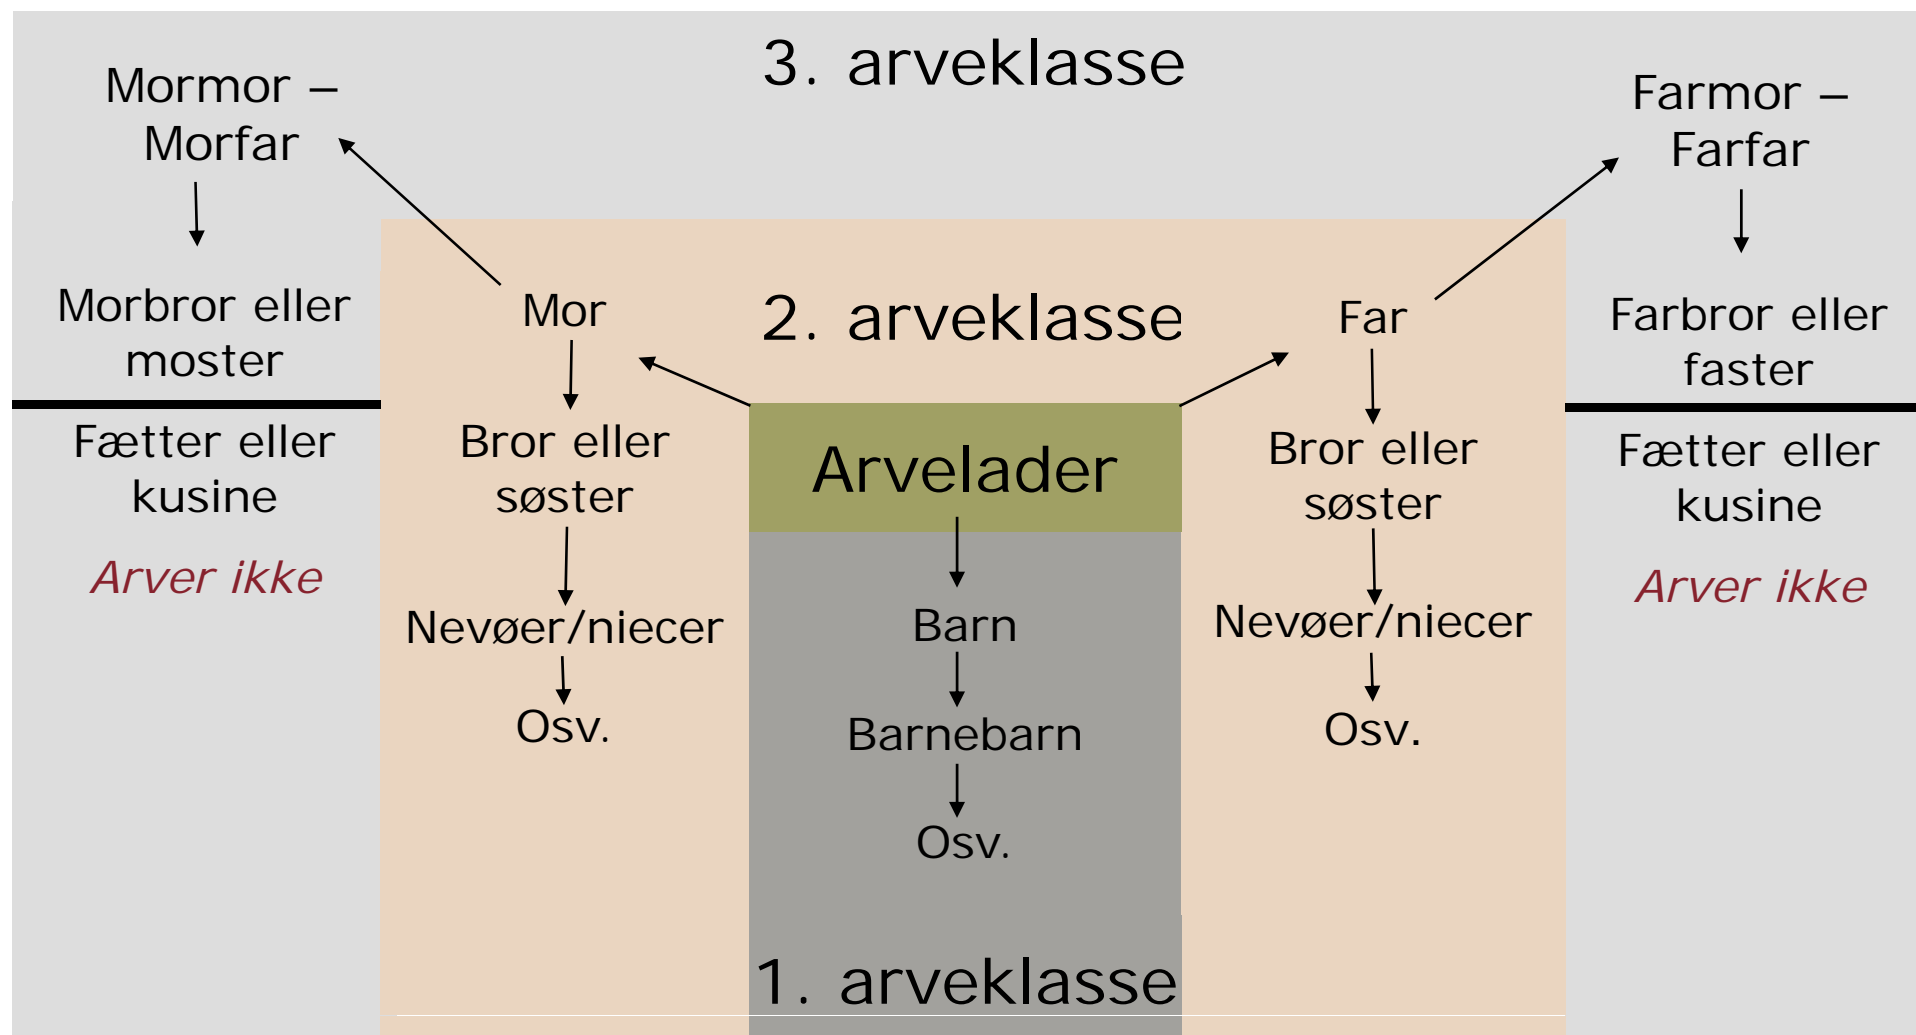 3. arveklasse
Mormor –
Morfar
Morbror eller
moster
Fætter eller
kusine
Arver ikke
2. arveklasse
Mor
Bror eller
søster
Nevøer/niecer
Osv.
Arvelader
Barn
Barnebarn
Osv.
1. arveklasse
Far
Bror eller
søster
Nevøer/niecer
Osv.
Farmor –
Farfar
Farbror eller
faster
Fætter eller
kusine
Arver ikke